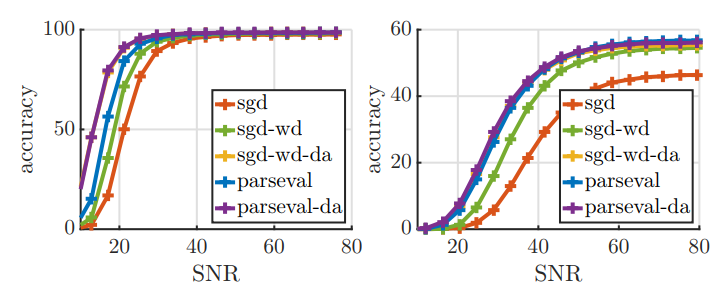 100
50
0
accuracy
20
40
60
80
SNR
sgd
sgd-wd
sgd-wd-da
parseval
parseval-da
60
40
20
0
accuracy
20
40
60
80
SNR
sgd
sgd-wd
sgd-wd-da
parseval
parseval-da